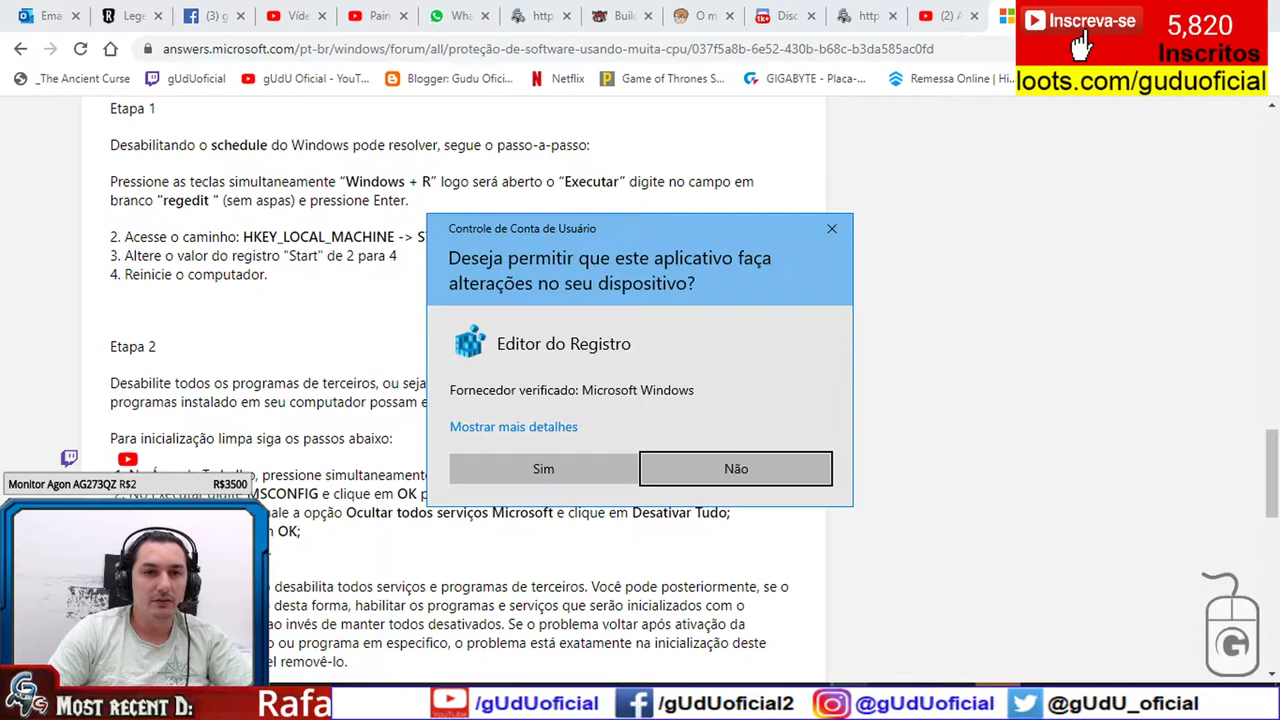 Ema
Lege
(3) g
Víde
Pain
Wha
http
Buil
O m
Disc
http
(2) A
answers.microsoft.com/pt-br/windows/forum/all/proteção-de-software-usando-muita-cpu/037f5a8b-6e52-430b-b68c-b3da585ac0fd
_The Ancient Curse
gUdUoficial
gUdU Oficial - YouT...
Blogger: Gudu Ofici...
Netflix
Game of Thrones S...
GIGABYTE - Placa-...
Remessa Online | Hi...
Inscreva-se
5,820
Inscritos
loots.com/guduoficial
Etapa 1
Desabilitando o schedule do Windows pode resolver, segue o passo-a-passo:
Pressione as teclas simultaneamente “Windows + R” logo será aberto o “Executar” digite no campo em
branco "regedit " (sem aspas) e pressione Enter.
2. Acesse o caminho: HKEY_LOCAL_MACHINE -> S
3. Altere o valor do registro "Start" de 2 para 4
4. Reinicie o computador.
Controle de Conta de Usuário
Deseja permitir que este aplicativo faça
alterações no seu dispositivo?
Editor do Registro
Fornecedor verificado: Microsoft Windows
Mostrar mais detalhes
Sim
Não
Etapa 2
Desabilite todos os programas de terceiros, ou seja
programas instalado em seu computador possam e
Para inicialização limpa siga os passos abaixo:
pressione simultaneamente
MSCONFIG e clique em OK p
ale a opção Ocultar todos serviços Microsoft e clique em Desativar Tudo;
m OK;
Monitor Agon AG273QZ R$2
R$3500
desabilita todos serviços e programas de terceiros. Você pode posteriormente, se o
desta forma, habilitar os programas e serviços que serão inicializados com o
ao invés de manter todos desativados. Se o problema voltar após ativação da
o ou programa em especifico, o problema está exatamente na inicialização deste
el removê-lo.
G
Most recent D:
Rafa
YouTube
/gUdUoficial
/gUdUoficial2
@gUdUoficial
@gUdU_oficial